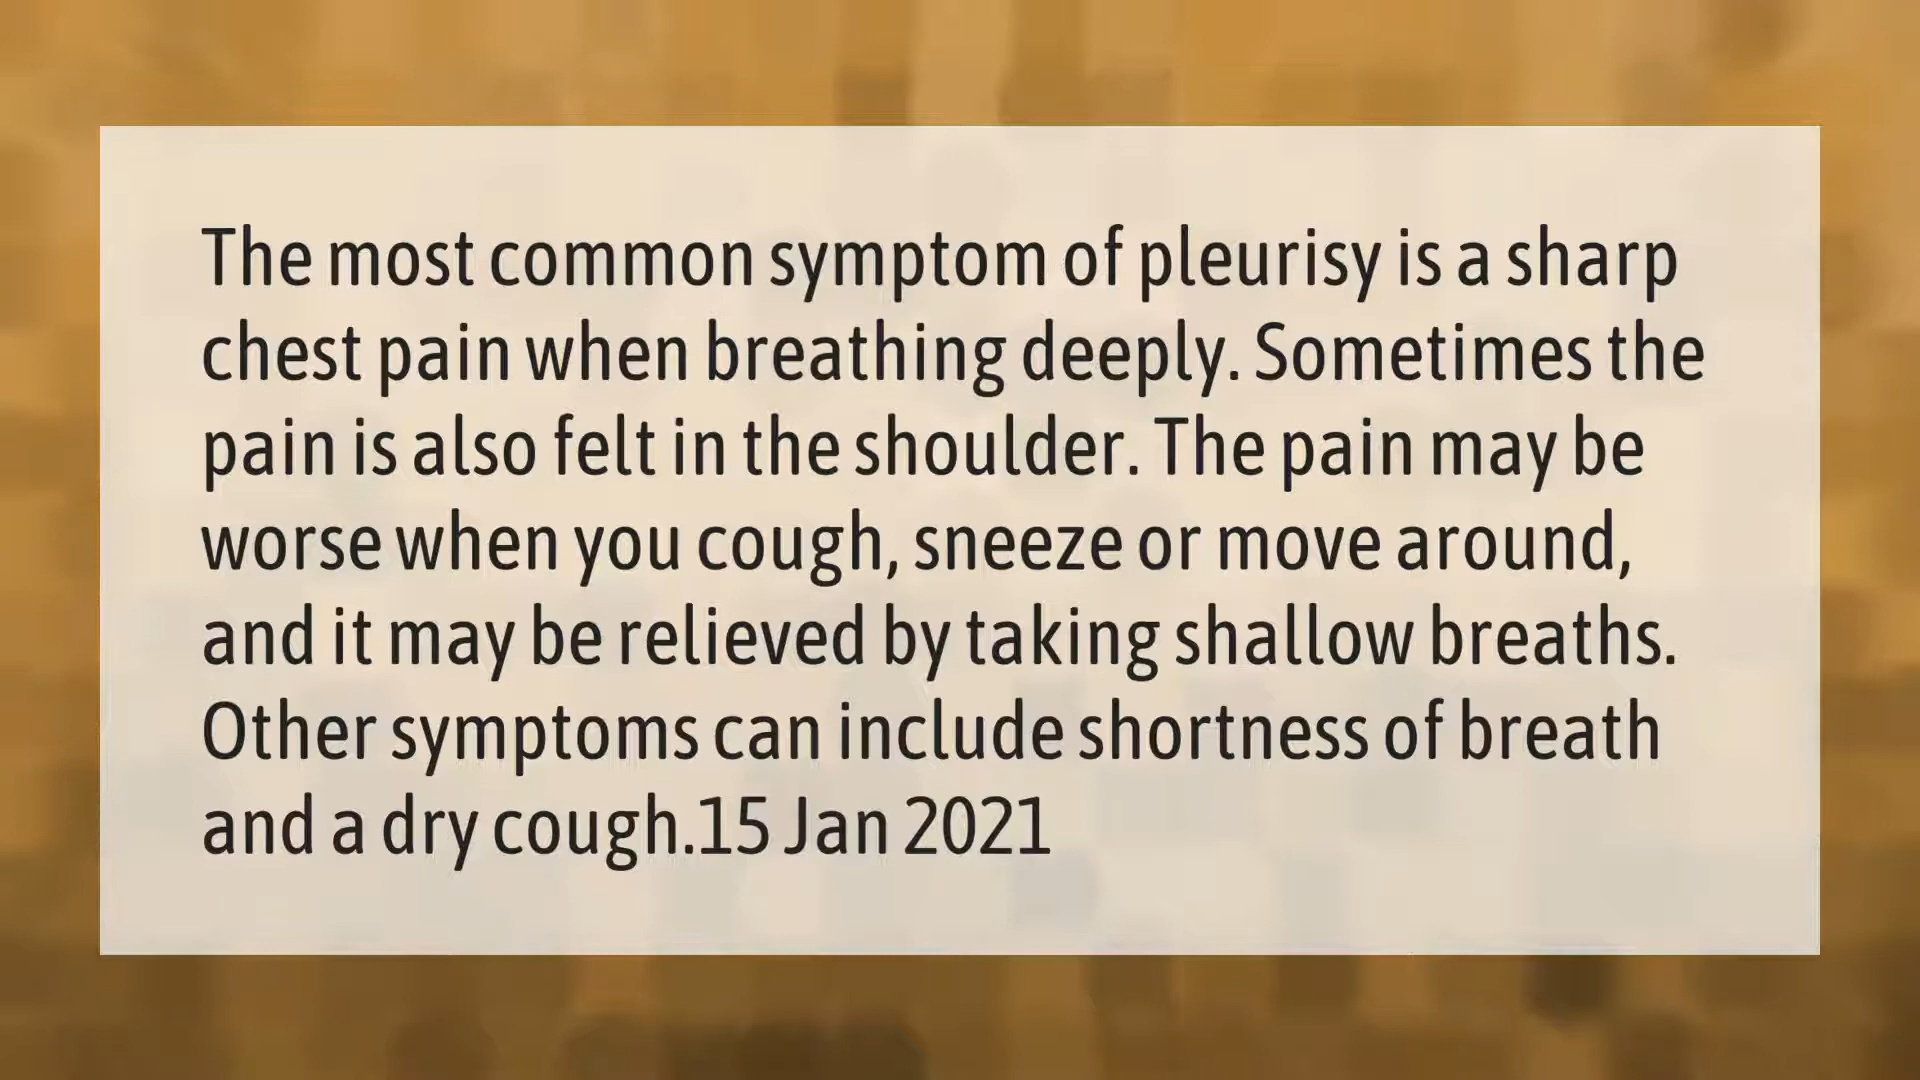 The most common symptom of pleurisy is a sharp
chest pain when breathing deeply. Sometimes the
pain is also felt in the shoulder. The pain may be
worse when you cough, sneeze or move around,
and it may be relieved by taking shallow breaths.
Other symptoms can include shortness of breath
and a dry cough.15 Jan 2021